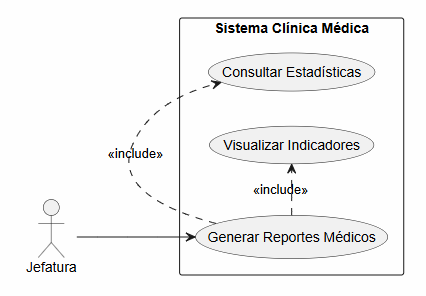 Sistema Clínica Médica
Consultar Estadísticas
Visualizar Indicadores
«include»
«include»
Generar Reportes Médicos
Jefatura